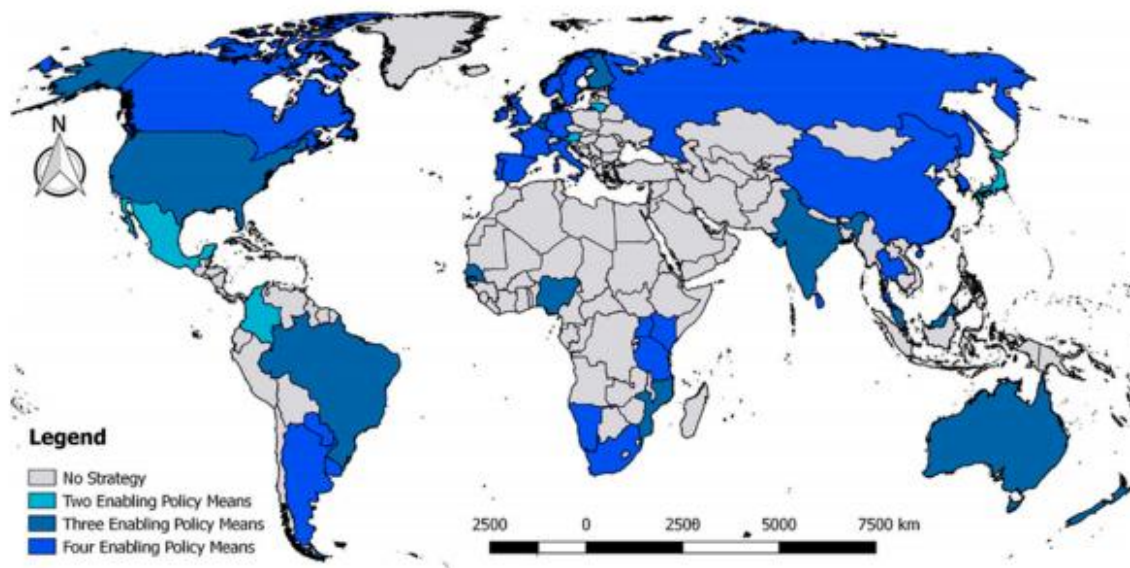 N
Legend
No Strategy
Two Enabling Policy Means
Three Enabling Policy Means
Four Enabling Policy Means
2500 0 2500 5000 7500 km